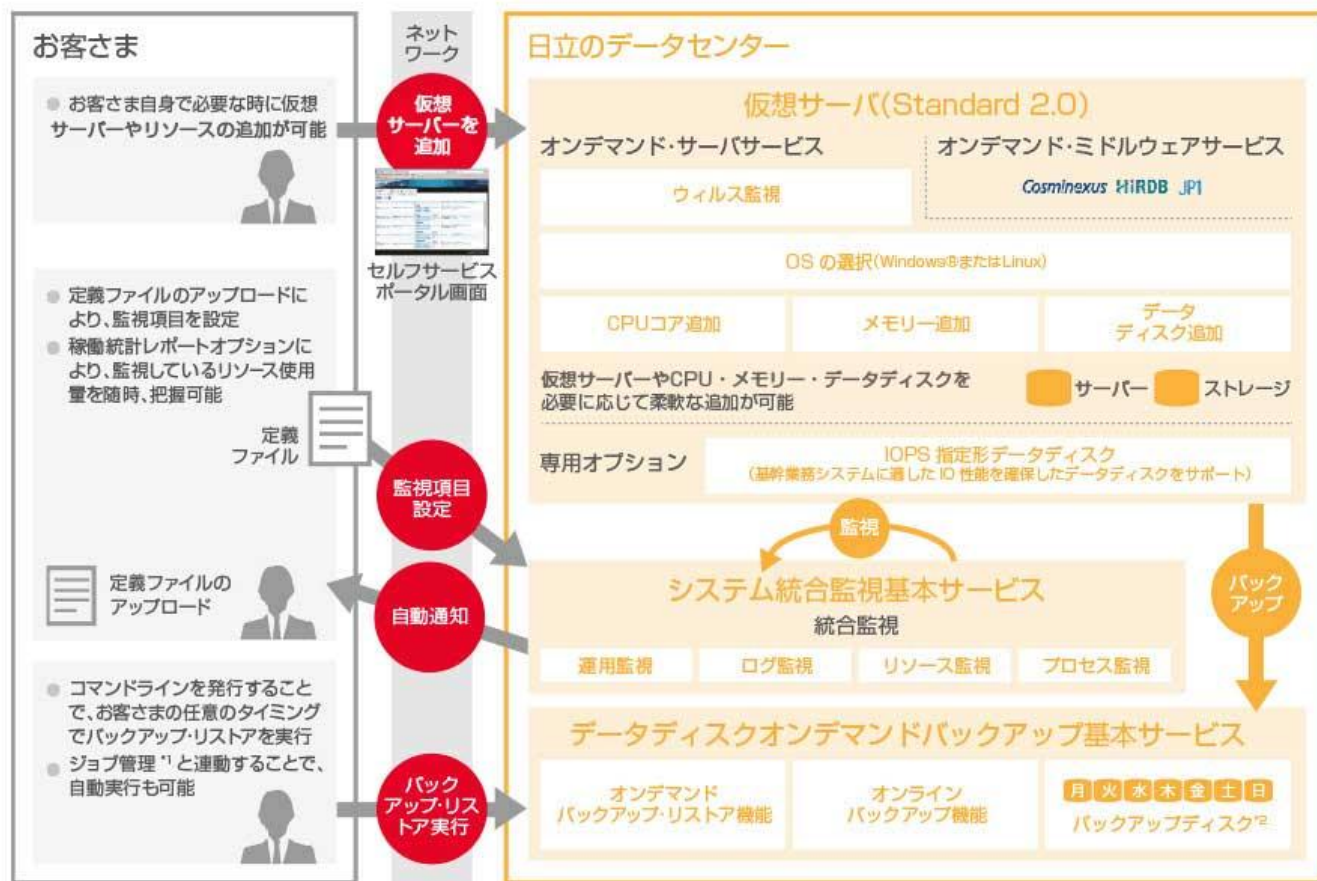 お客さま
● お客さま自身で必要な時に仮想
サーバーやリソースの追加が可能
● 定義ファイルのアップロードに
より、監視項目を設定
● 稼働統計レポートオプションに
より、監視しているリソース使用
量を随時、把握可能
定義
ファイル
定義ファイルの
アップロード
● コマンドラインを発行すること
で、お客さまの任意のタイミング
でバックアップ・リストアを実行
● ジョブ管理*1と連動することで、
自動実行も可能
ネット
ワーク
仮想
サーバーを
追加
セルフサービス
ポータル画面
監視項目
設定
自動通知
バック
アップ・リス
トア実行
日立のデータセンター
仮想サーバ(Standard 2.0)
オンデマンド・サーバサービス
オンデマンド・ミドルウェアサービス
ウィルス監視
Cosminexus HiRDB JP1
OSの選択(Windows®またはLinux)
CPUコア追加
メモリー追加
データ
ディスク追加
仮想サーバーやCPU・メモリー・データディスクを
必要に応じて柔軟な追加が可能
サーバー
ストレージ
専用オプション
IOPS 指定形データディスク
(基幹業務システムに適したIO性能を確保したデータディスクをサポート)
監視
バック
アップ
システム統合監視基本サービス
統合監視
運用監視
ログ監視
リソース監視
プロセス監視
データディスクオンデマンドバックアップ基本サービス
オンデマンド
バックアップ・リストア機能
オンライン
バックアップ機能
月火水木金土日
バックアップディスク*2